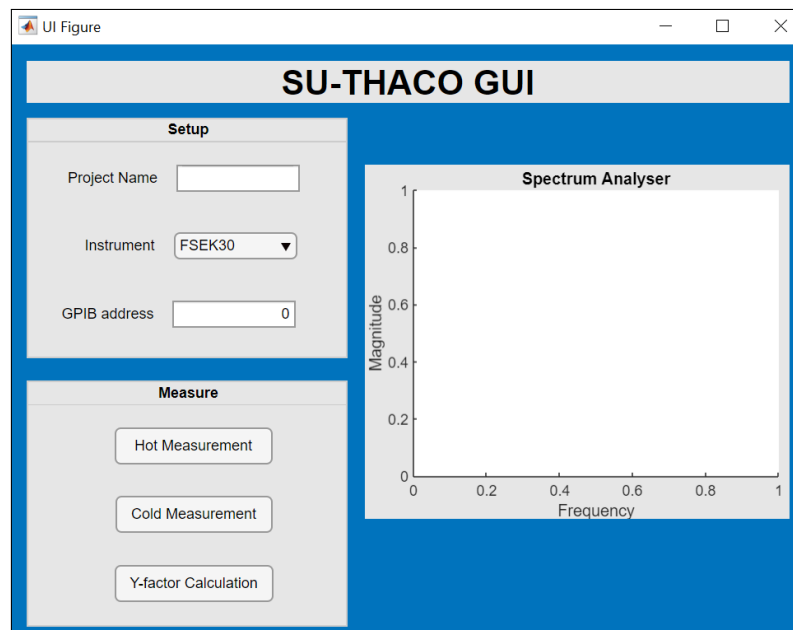 UI Figure
SU-THACO GUI
Setup
Project Name
Instrument FSEK30
GPIB address 0
Measure
Hot Measurement
Cold Measurement
Y-factor Calculation
Spectrum Analyser
1
0.8
0.6
0.4
0.2
0
Magnitude
0 0.2 0.4 0.6 0.8 1
Frequency